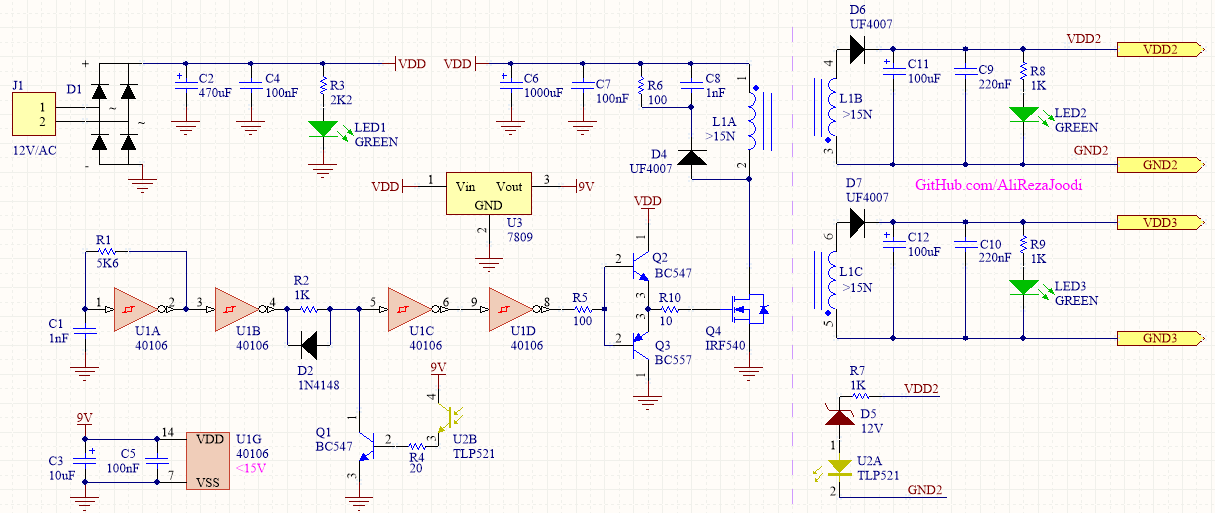 J1
1
2
12V/AC
+
D1
~
~
-
C2
470uF
C4
100nF
R3
2K2
LED1
GREEN
VDD
VDD
C6
1000uF
C7
100nF
R6
100
C8
1nF
D4
UF4007
1
L1A
>15N
2
VDD
1
Vin
Vout
GND
3
9V
2
U3
7809
R1
5K6
C1
1nF
1
2
U1A
40106
3
4
U1B
40106
R2
1K
D2
1N4148
5
6
U1C
40106
9
8
U1D
40106
R5
100
VDD
1
2
Q2
BC547
3
3
2
Q3
BC557
1
R10
10
Q4
IRF540
9V
14
VDD
7
VSS
C3
10uF
C5
100nF
U1G
40106
<15V
Q1
BC547
1
2
3
R4
20
9V
4
3
U2B
TLP521
D6
UF4007
4
L1B
>15N
3
C11
100uF
C9
220nF
R8
1K
LED2
GREEN
VDD2
VDD2
GND2
GND2
GitHub.com/AliRezaJoodi
D7
UF4007
6
L1C
>15N
5
C12
100uF
C10
220nF
R9
1K
LED3
GREEN
VDD3
GND3
R7
1K
VDD2
D5
12V
1
U2A
TLP521
2
GND2